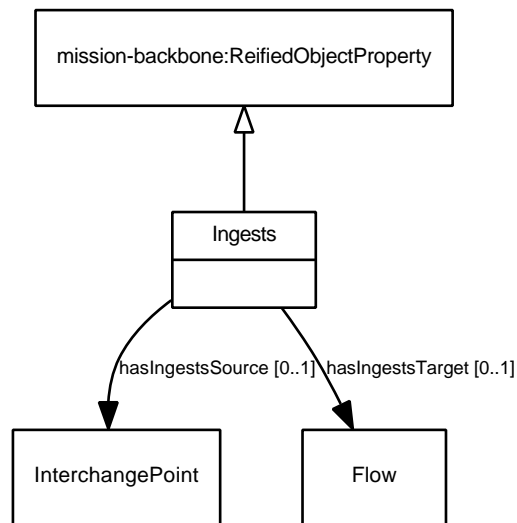 mission-backbone:ReifiedObjectProperty
Ingests
hasIngestsSource [0..1]
hasIngestsTarget [0..1]
InterchangePoint
Flow